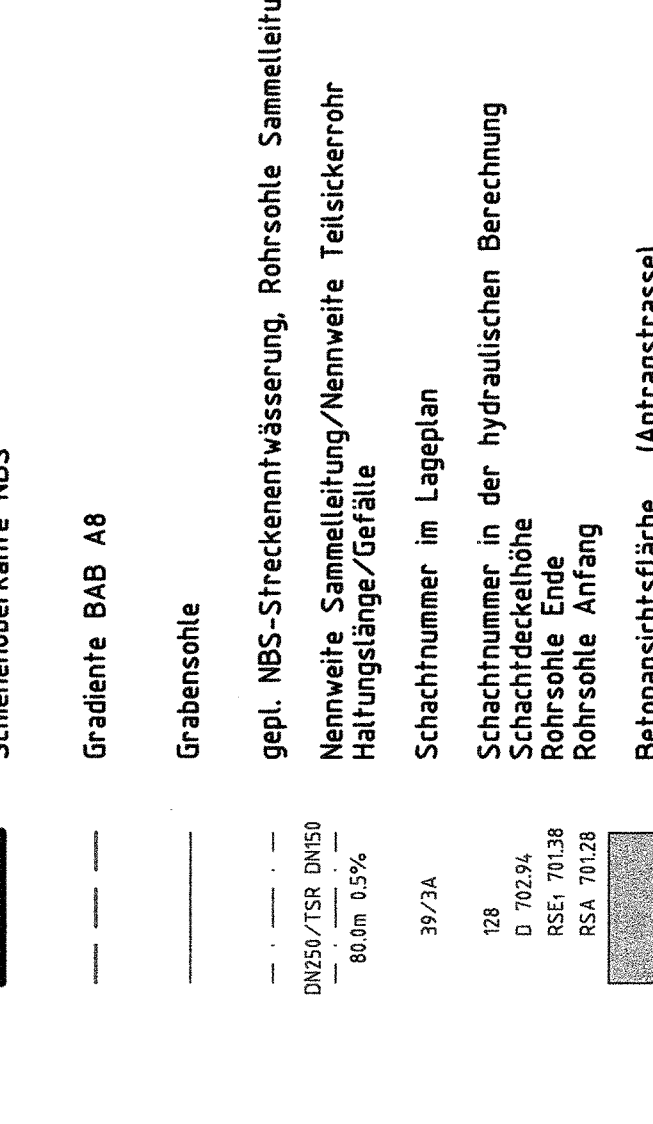 Schienenoberkante NBS
Gradiente BAB A8
Grabensohle
gepl. NBS-Streckenentwässerung, Rohrsohle
DN250/TSR DN150 Nennweite Sammelleitung/Nennweite Teilsickerrohr
80.0m 0.5% Haltungslänge/Gefälle
39/3A Schachtnummer im Lageplan
128 Schachtnummer in der hydraulischen Berechnung
D 702.94 Schachtdeckelhöhe
RSE₁ 701.38 Rohrsohle Ende
RSA 701.28 Rohrsohle Anfang
Betonansichtsfläche (Antragstrasse)